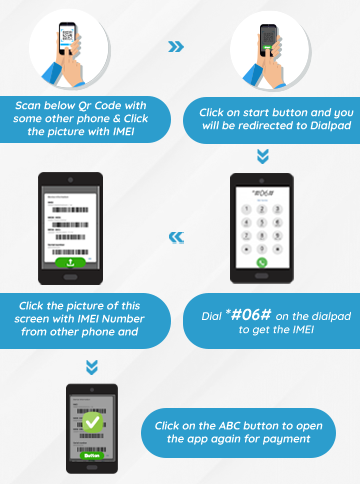 Scan below Qr Code with
some other phone & Click
the picture with IMEI
Click on start button and you
will be redirected to Dialpad
*#06#
Click the picture of this
screen with IMEI Number
from other phone and
Dial *#06# on the dialpad
to get the IMEI
Button
Click on the ABC button to open
the app again for payment